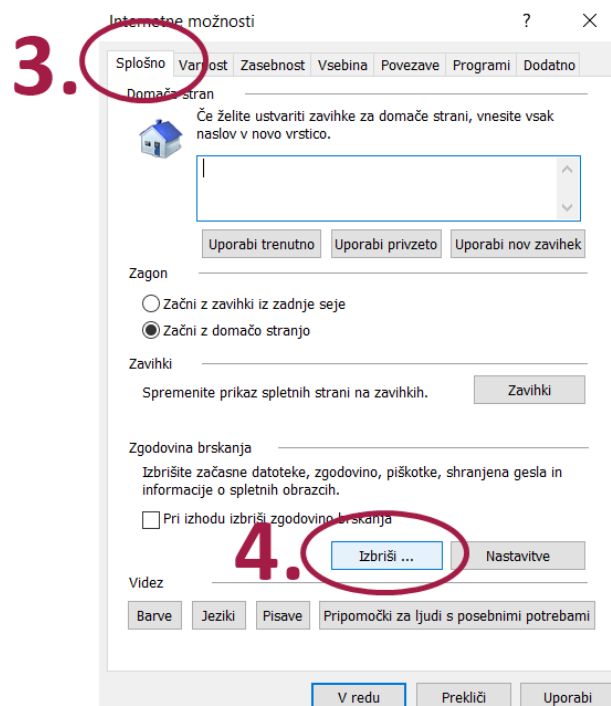 Internetne možnosti ? X
3.
Splošno Varnost Zasebnost Vsebina Povezave Programi Dodatno
Domača stran
Če želite ustvariti zavihke za domače strani, vnesite vsak
naslov v novo vrstico.
Uporabi trenutno Uporabi privzeto Uporabi nov zavihek
Zagon
Začni z zavihki iz zadnje seje
Začni z domačo stranjo
Zavihki
Spremenite prikaz spletnih strani na zavihkih. Zavihki
Zgodovina brskanja
Izbrišite začasne datoteke, zgodovino, piškotke, shranjena gesla in
informacije o spletnih obrazcih.
Pri izhodu izbriši zgodovino brskanja
4.
Izbriši ... Nastavitve
Videz
Barve Jeziki Pisave Pripomočki za ljudi s posebnimi potrebami
V redu Prekliči Uporabi